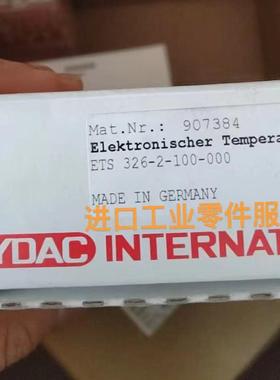 Mat.Nr.: 907384
Elektronischer Tempera
ETS 326-2-100-000
MADE IN GERMANY
进口工业零件服
YDAC INTERNAT